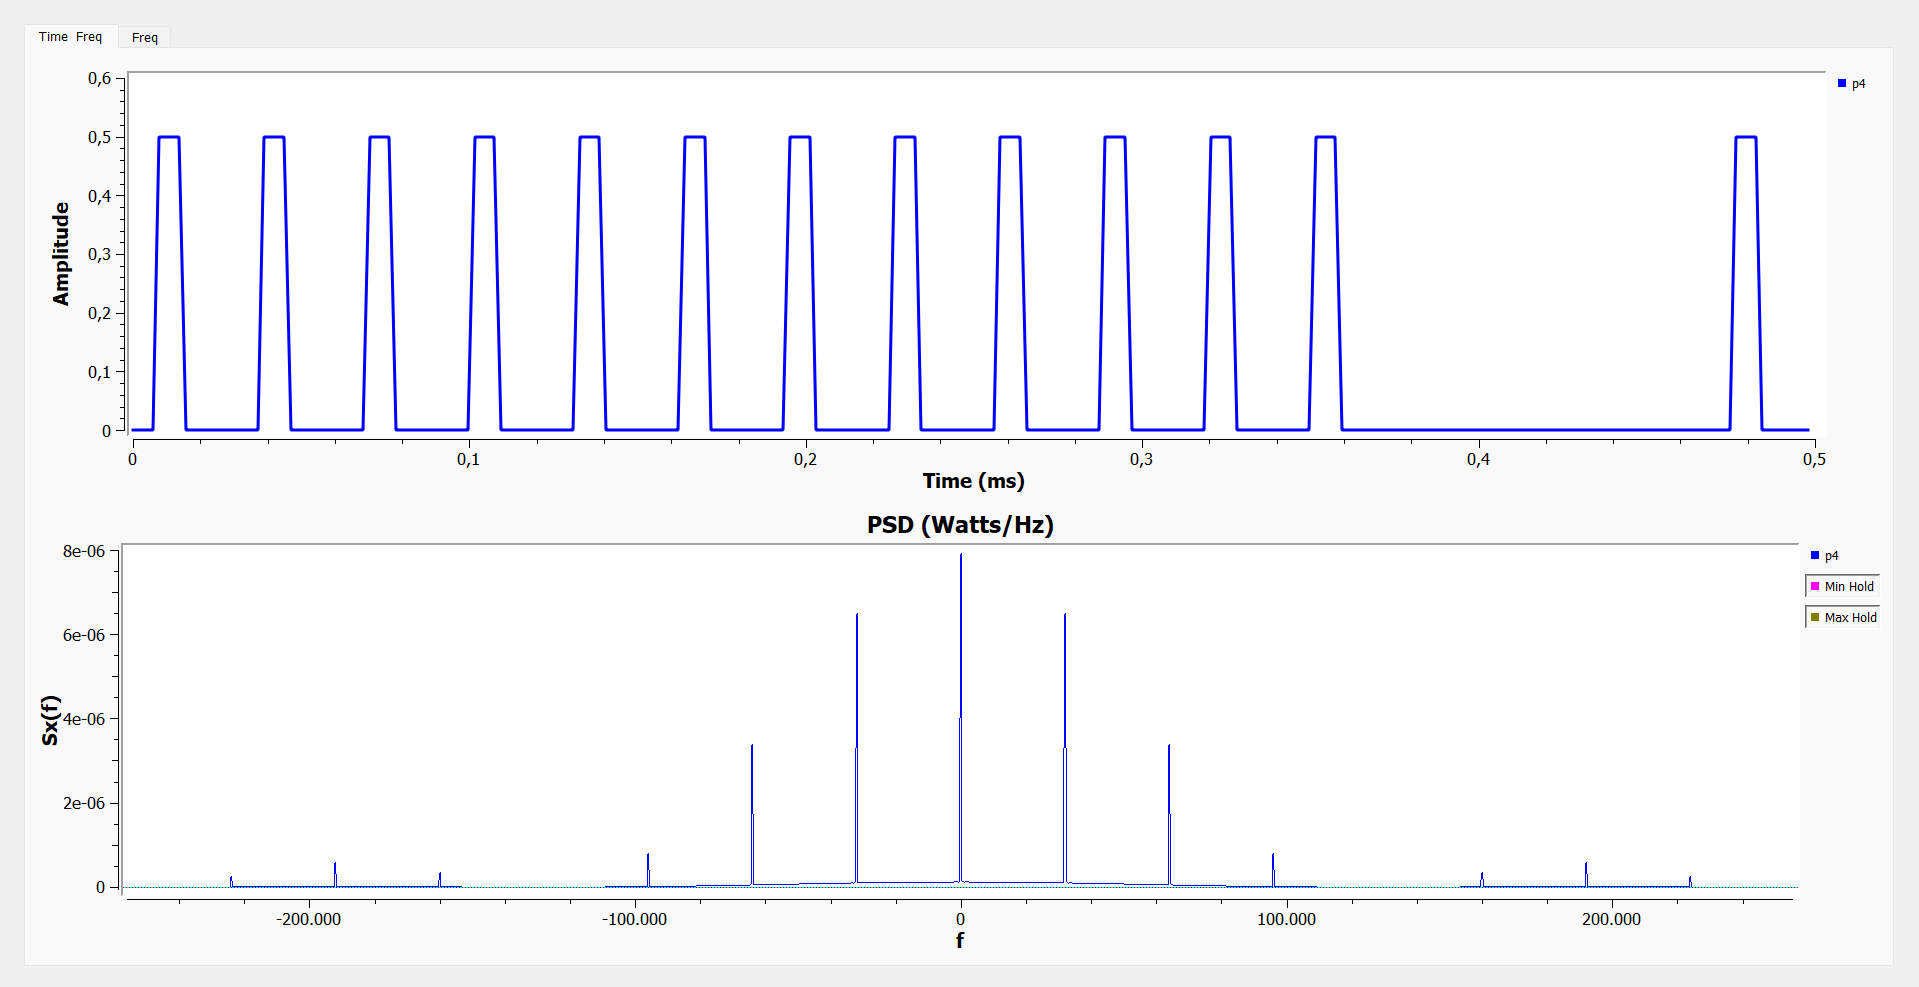 Time Freq
Freq
0,6
0,5
0,4
0,3
0,2
0,1
0
Amplitude
p4
0 0,1 0,2 0,3 0,4 0,5
Time (ms)
PSD (Watts/Hz)
8e-06
6e-06
4e-06
2e-06
0
Sx(f)
p4
Min Hold
Max Hold
-200.000 -100.000 0 100.000 200.000
f